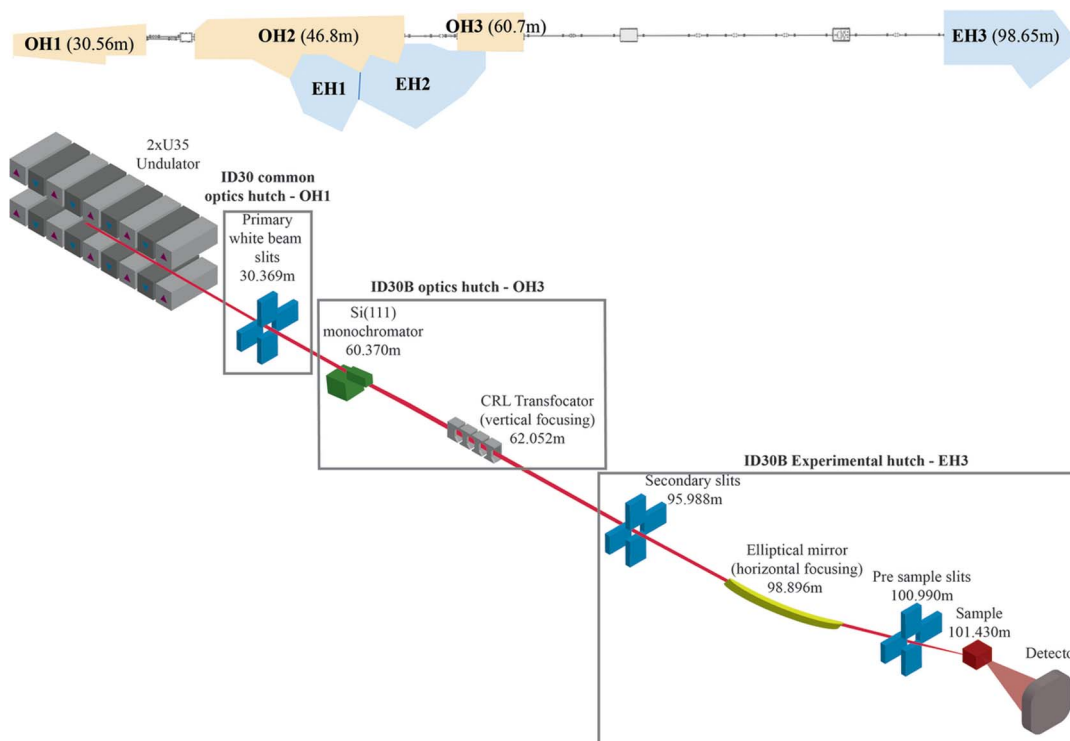 OH1 (30.56m)
OH2 (46.8m)
OH3 (60.7m)
EH3 (98.65m)
EH1
EH2
2xU35
Undulator
ID30 common
optics hutch - OH1
Primary
white beam
slits
30.369m
ID30B optics hutch - OH3
Si(111)
monochromator
60.370m
CRL Transfocator
(vertical focusing)
62.052m
ID30B Experimental hutch - EH3
Secondary slits
95.988m
Elliptical mirror
(horizontal focusing)
98.896m
Pre sample slits
100.990m
Sample
101.430m
Detecto